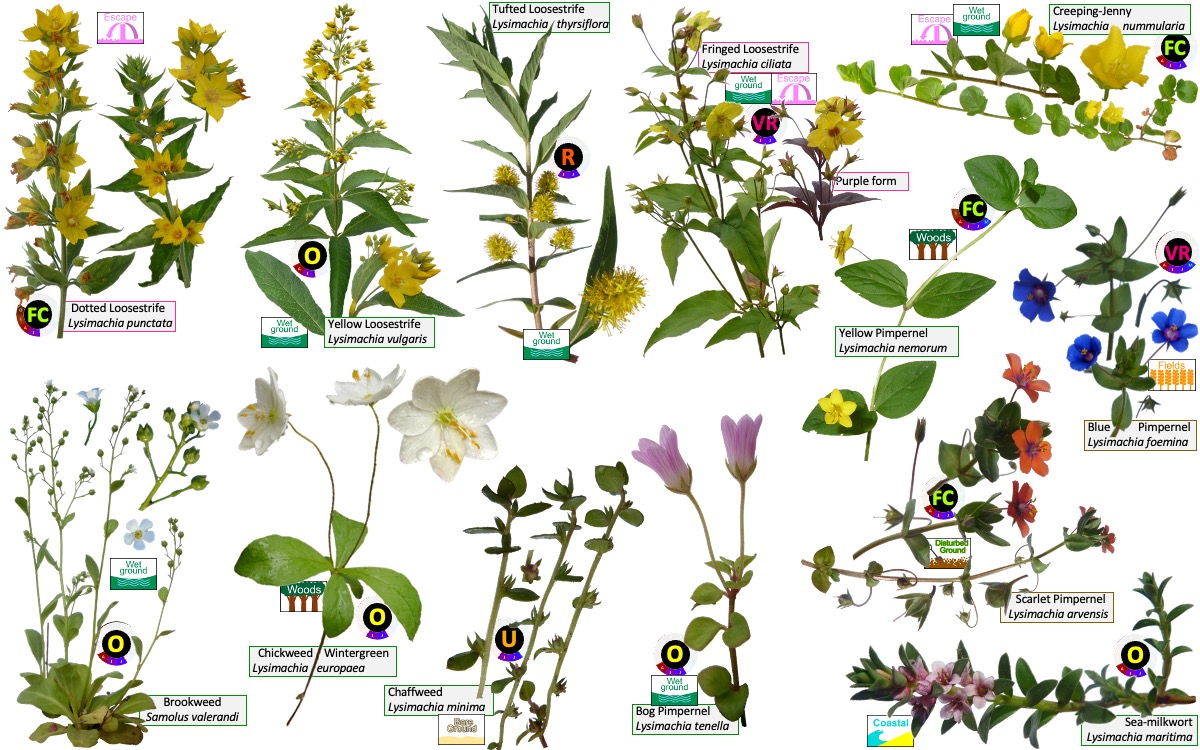 Escape
FC
Dotted Loosestrife
Lysimachia punctata
O
Wet
ground
Yellow Loosestrife
Lysimachia vulgaris
Tufted Loosestrife
Lysimachia thyrsiflora
R
Wet
ground
Fringed Loosestrife
Lysimachia ciliata
Wet
ground
Escape
VR
Purple form
Escape
Wet
ground
Creeping-Jenny
Lysimachia nummularia
FC
FC
Woods
Yellow Pimpernel
Lysimachia nemorum
VR
Fields
Blue Pimpernel
Lysimachia foemina
Wet
ground
O
Brookweed
Samolus valerandi
Woods
O
Chickweed Wintergreen
Lysimachia europaea
U
Chaffweed
Lysimachia minima
Bare
Ground
O
Wet
ground
Bog Pimpernel
Lysimachia tenella
FC
Disturbed
Ground
Scarlet Pimpernel
Lysimachia arvensis
O
Coastal
Sea-milkwort
Lysimachia maritima